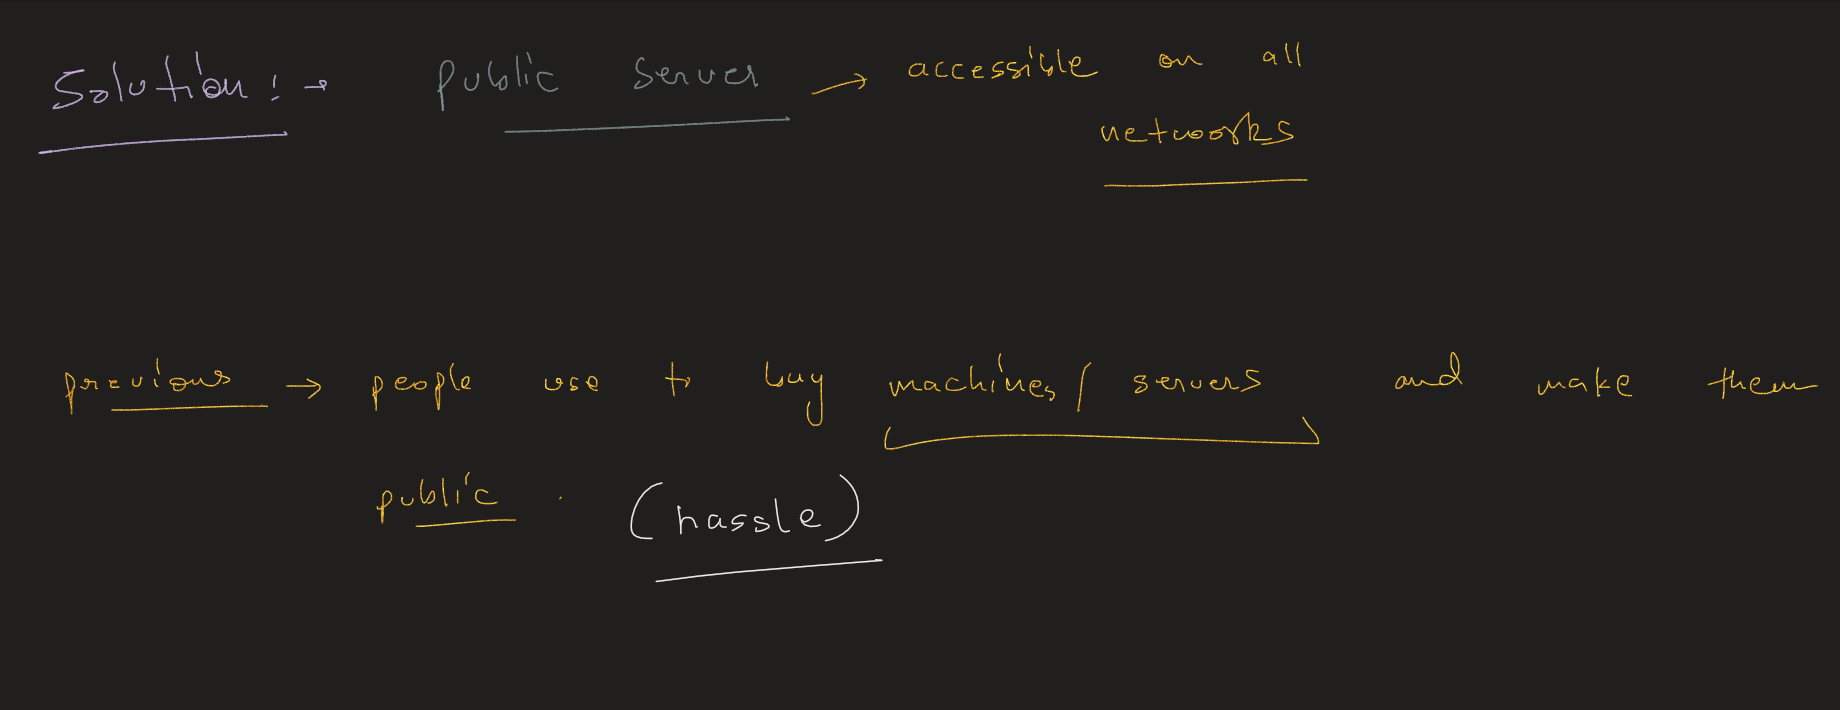 Solution :→ Public Server → accessible on all
networks
previous → people use to buy machines / servers and make them
public . (hassle)